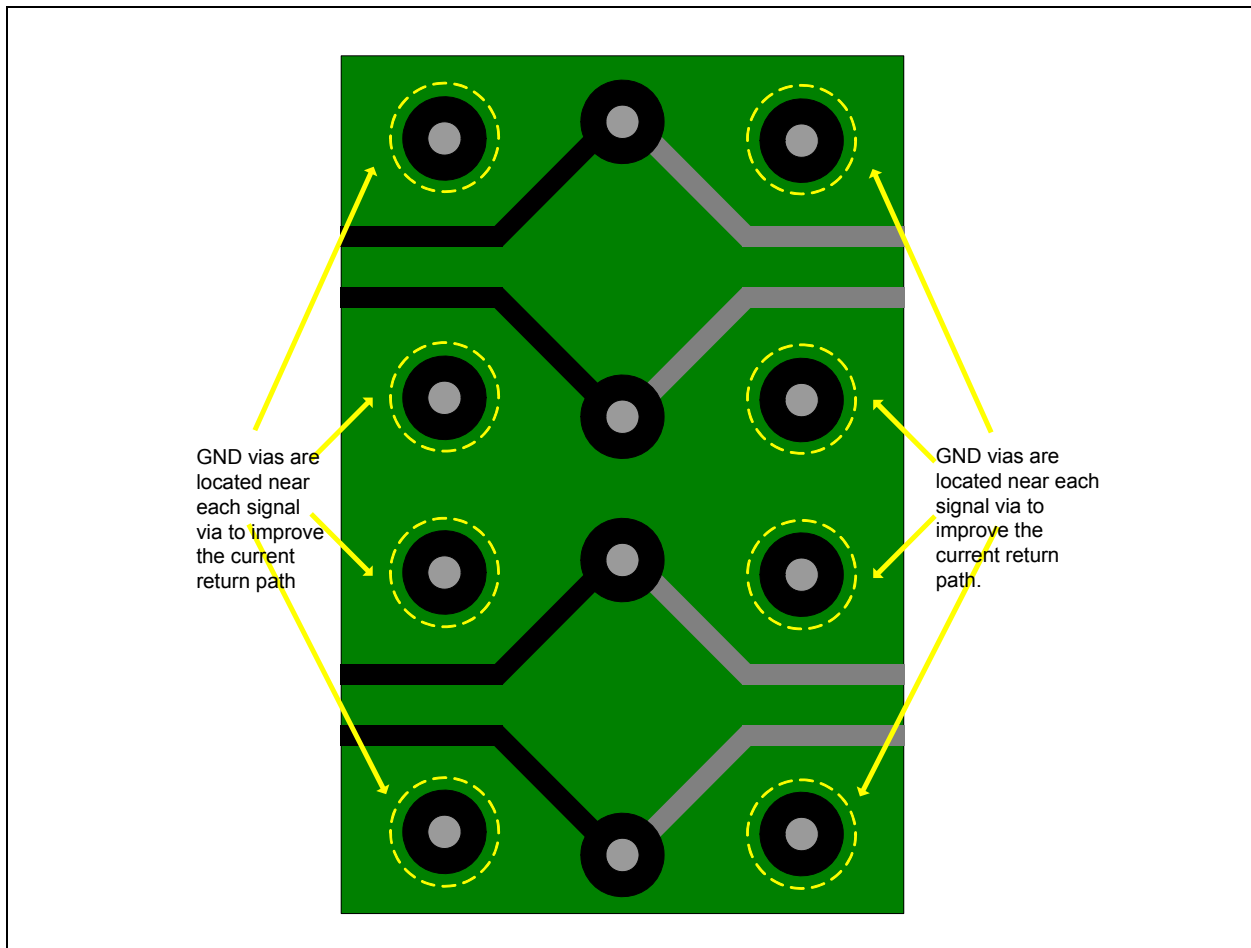 GND vias are
located near
each signal
via to improve
the current
return path
GND vias are
located near each
signal via to
improve the
current return
path.